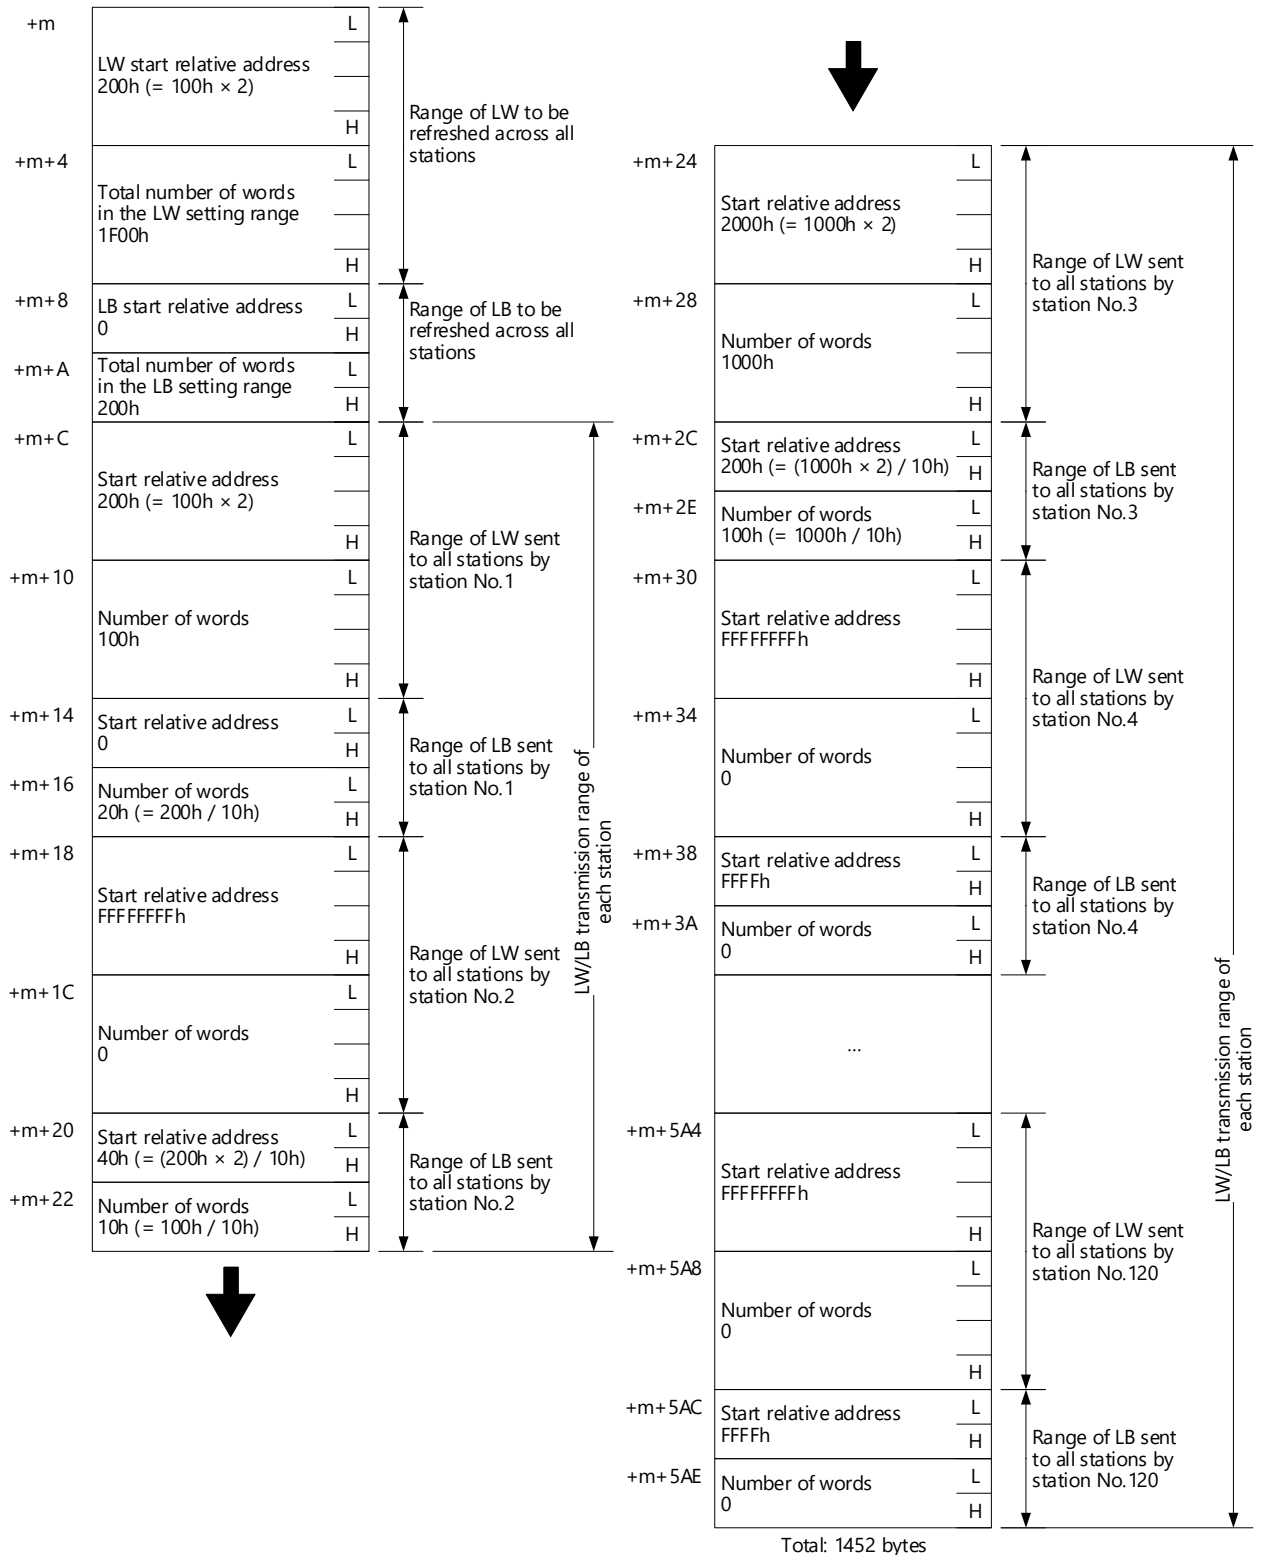 +m
L
LW start relative address
200h (= 100h × 2)
H
Range of LW to be
refreshed across all
stations
+m+4
L
Total number of words
in the LW setting range
1F00h
H
+m+8
LB start relative address
0
L
H
Range of LB to be
refreshed across all
stations
+m+A
Total number of words
in the LB setting range
200h
L
H
+m+C
L
Start relative address
200h (= 100h × 2)
H
Range of LW sent
to all stations by
station No.1
+m+10
L
Number of words
100h
H
+m+14
Start relative address
0
L
H
Range of LB sent
to all stations by
station No.1
+m+16
Number of words
20h (= 200h / 10h)
L
H
+m+18
L
Start relative address
FFFFFFFFh
H
Range of LW sent
to all stations by
station No.2
+m+1C
L
Number of words
0
H
+m+20
Start relative address
40h (= (200h × 2) / 10h)
L
H
Range of LB sent
to all stations by
station No.2
+m+22
Number of words
10h (= 100h / 10h)
L
H
LW/LB transmission range of
each station
+m+24
L
Start relative address
2000h (= 1000h × 2)
H
Range of LW sent
to all stations by
station No.3
+m+28
L
Number of words
1000h
H
+m+2C
Start relative address
200h (= (1000h × 2) / 10h)
L
H
Range of LB sent
to all stations by
station No.3
+m+2E
Number of words
100h (= 1000h / 10h)
L
H
+m+30
L
Start relative address
FFFFFFFFh
H
Range of LW sent
to all stations by
station No.4
+m+34
L
Number of words
0
H
+m+38
Start relative address
FFFFh
L
H
Range of LB sent
to all stations by
station No.4
+m+3A
Number of words
0
L
H
...
+m+5A4
L
Start relative address
FFFFFFFFh
H
Range of LW sent
to all stations by
station No.120
+m+5A8
L
Number of words
0
H
+m+5AC
Start relative address
FFFFh
L
H
Range of LB sent
to all stations by
station No.120
+m+5AE
Number of words
0
L
H
LW/LB transmission range of
each station
Total: 1452 bytes